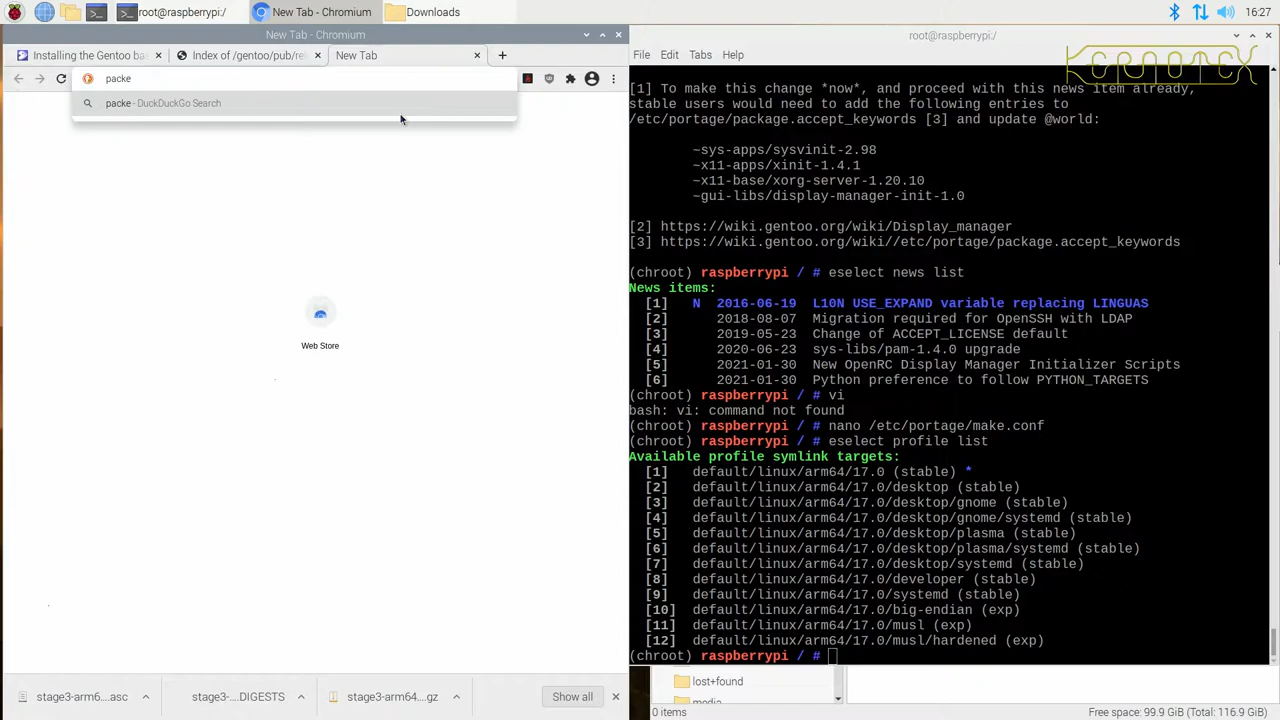 root@raspberrypi:/
New Tab - Chromium
Downloads
16:27
New Tab - Chromium
Installing the Gentoo ba
Index of /gentoo/pub/rel
New Tab
packe
packe - DuckDuckGo Search
Web Store
stage3-arm6....asc
stage3-....DIGESTS
stage3-arm64....gz
Show all
root@raspberrypi:/
KERNOTEX
File Edit Tabs Help
[1] To make this change *now*, and proceed with this news item already,
stable users would need to add the following entries to
/etc/portage/package.accept_keywords [3] and update @world:
~sys-apps/sysvinit-2.98
~x11-apps/xinit-1.4.1
~x11-base/xorg-server-1.20.10
~gui-libs/display-manager-init-1.0
[2] https://wiki.gentoo.org/wiki/Display_manager
[3] https://wiki.gentoo.org/wiki//etc/portage/package.accept_keywords
(chroot) raspberrypi / # eselect news list
News items:
[1] N 2016-06-19 L10N USE_EXPAND variable replacing LINGUAS
[2] 2018-08-07 Migration required for OpenSSH with LDAP
[3] 2019-05-23 Change of ACCEPT_LICENSE default
[4] 2020-06-23 sys-libs/pam-1.4.0 upgrade
[5] 2021-01-30 New OpenRC Display Manager Initializer Scripts
[6] 2021-01-30 Python preference to follow PYTHON_TARGETS
(chroot) raspberrypi / # vi
bash: vi: command not found
(chroot) raspberrypi / # nano /etc/portage/make.conf
(chroot) raspberrypi / # eselect profile list
Available profile symlink targets:
[1] default/linux/arm64/17.0 (stable) *
[2] default/linux/arm64/17.0/desktop (stable)
[3] default/linux/arm64/17.0/desktop/gnome (stable)
[4] default/linux/arm64/17.0/desktop/gnome/systemd (stable)
[5] default/linux/arm64/17.0/desktop/plasma (stable)
[6] default/linux/arm64/17.0/desktop/plasma/systemd (stable)
[7] default/linux/arm64/17.0/desktop/systemd (stable)
[8] default/linux/arm64/17.0/developer (stable)
[9] default/linux/arm64/17.0/systemd (stable)
[10] default/linux/arm64/17.0/big-endian (exp)
[11] default/linux/arm64/17.0/musl (exp)
[12] default/linux/arm64/17.0/musl/hardened (exp)
(chroot) raspberrypi / #
lost+found
media
0 items
Free space: 99.9 GiB (Total: 116.9 GiB)